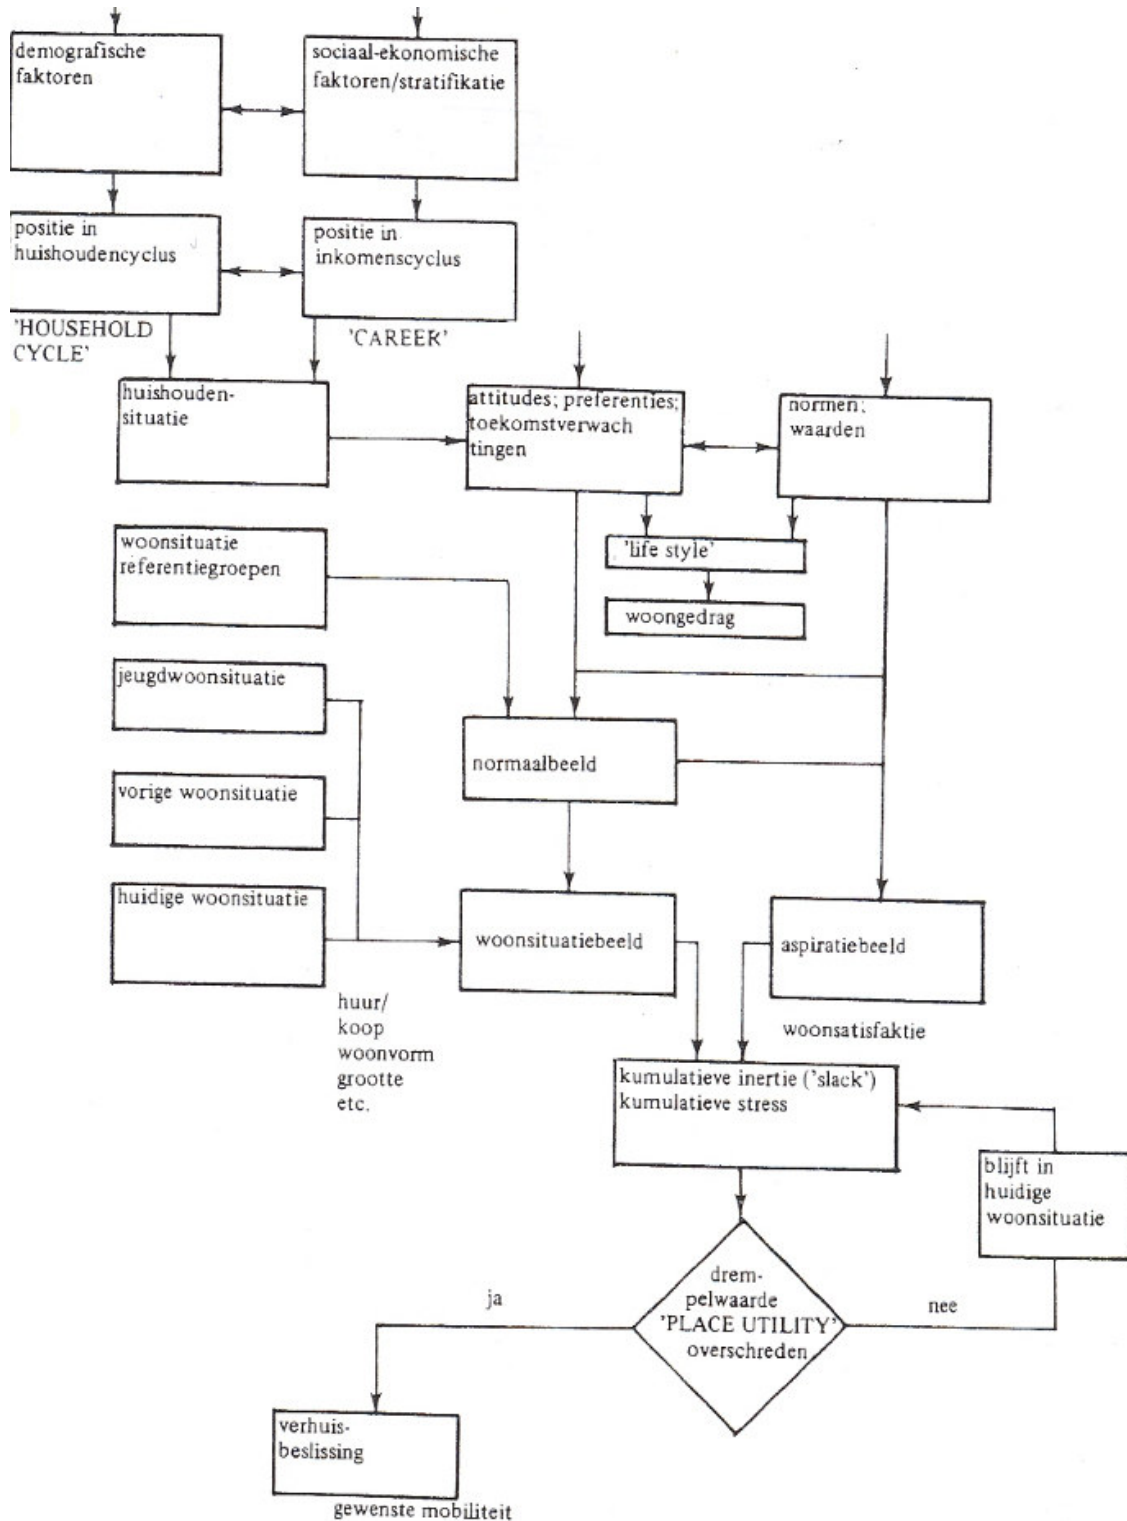 demografische
faktoren
sociaal-ekonomische
faktoren/stratifikatie
positie in
huishoudencyclus
positie in
inkomenscyclus
'HOUSEHOLD
CYCLE'
'CAREEK'
huishouden-
situatie
attitudes; preferenties;
toekomstverwach
tingen
normen;
waarden
'life style'
woongedrag
woonsituatie
referentiegroepen
jeugdwoonsituatie
normaalbeeld
vorige woonsituatie
huidige woonsituatie
woonsituatiebeeld
aspiratiebeeld
huur/
koop
woonvorm
grootte
etc.
woonsatisfaktie
kumulatieve inertie ('slack')
kumulatieve stress
blijft in
huidige
woonsituatie
drem-
pelwaarde
'PLACE UTILITY'
overschreden
ja
nee
verhuis-
beslissing
gewenste mobiliteit